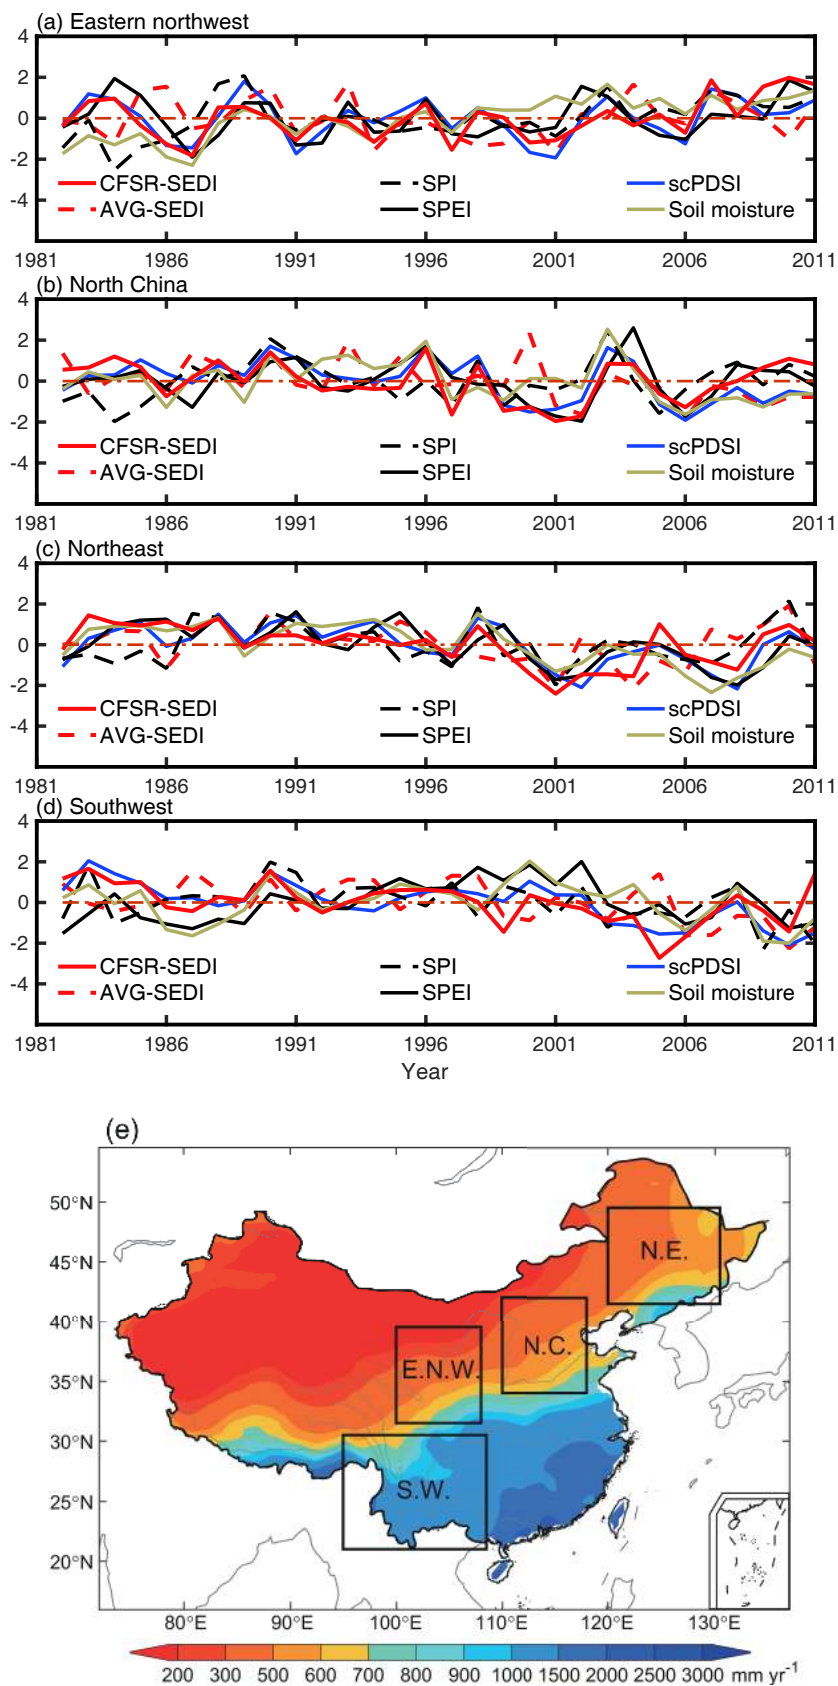 (a) Eastern northwest
4
2
0
-2
-4
CFSR-SEDI SPI scPDSI
AVG-SEDI SPEI Soil moisture
1981 1986 1991 1996 2001 2006 2011
(b) North China
4
2
0
-2
-4
CFSR-SEDI SPI scPDSI
AVG-SEDI SPEI Soil moisture
1981 1986 1991 1996 2001 2006 2011
(c) Northeast
4
2
0
-2
-4
CFSR-SEDI SPI scPDSI
AVG-SEDI SPEI Soil moisture
1981 1986 1991 1996 2001 2006 2011
(d) Southwest
4
2
0
-2
-4
CFSR-SEDI SPI scPDSI
AVG-SEDI SPEI Soil moisture
1981 1986 1991 1996 2001 2006 2011
Year
(e)
50°N
45°N
40°N
35°N
30°N
25°N
20°N
N.E.
N.C.
E.N.W.
S.W.
80°E 90°E 100°E 110°E 120°E 130°E
200 300 500 600 700 800 900 1000 1500 2000 2500 3000 mm yr⁻¹